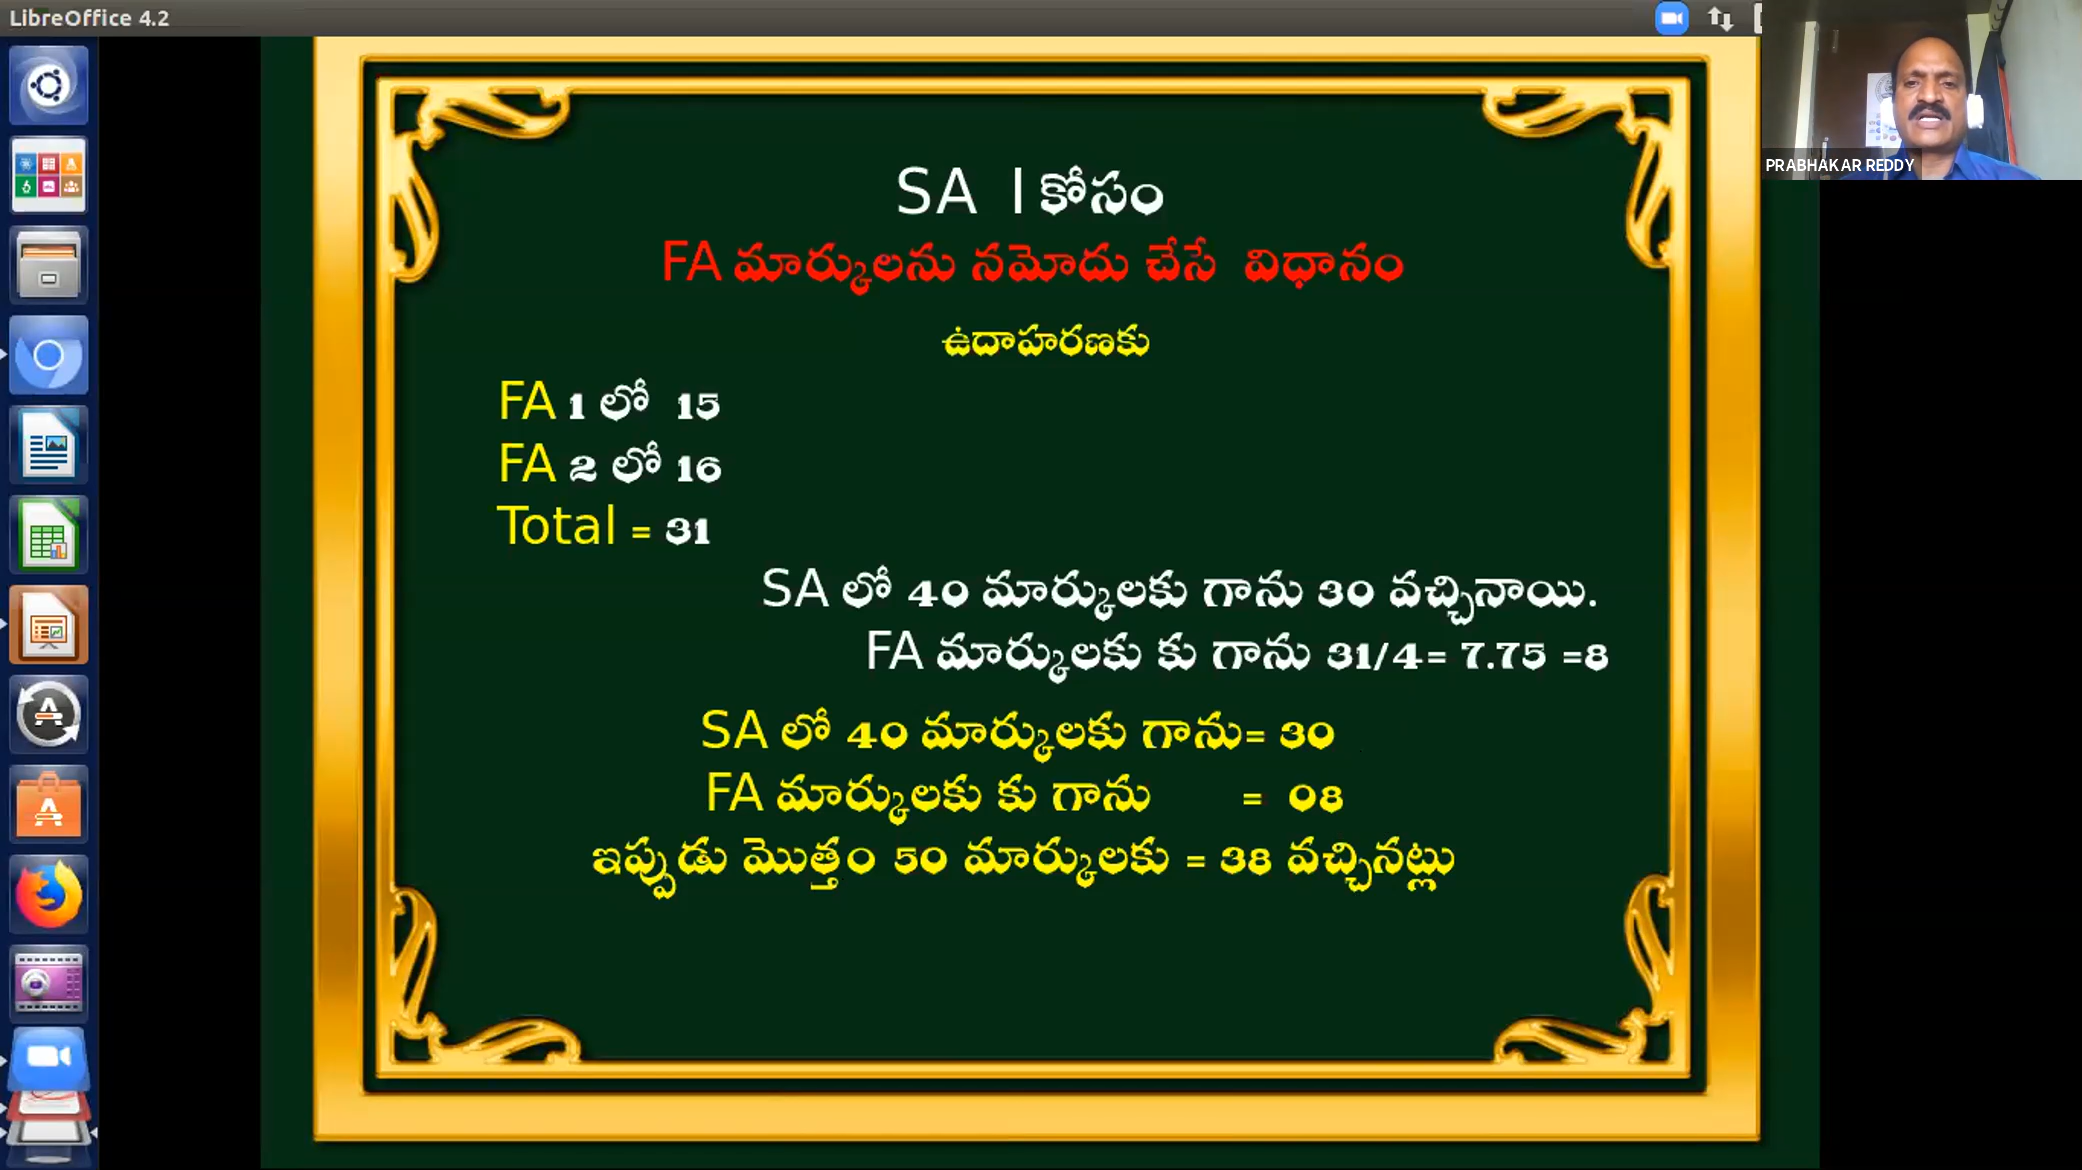 LibreOffice 4.2
PRABHAKAR REDDY
SA I కోసం
FA మార్కులను నమోదు చేసే విధానం
ఉదాహరణకు
FA 1 లో 15
FA 2 లో 16
Total = 31
SA లో 40 మార్కులకు గాను 30 వచ్చినాయి.
FA మార్కులకు కు గాను 31/4= 7.75 =8
SA లో 40 మార్కులకు గాను= 30
FA మార్కులకు కు గాను = 08
ఇప్పుడు మొత్తం 50 మార్కులకు = 38 వచ్చినట్లు